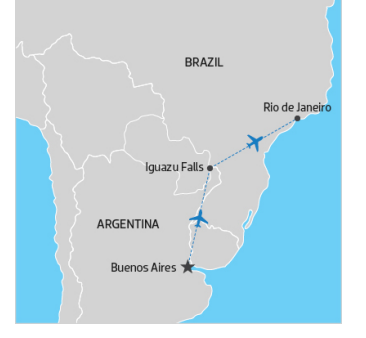 BRAZIL
Rio de Janeiro
Iguazu Falls
ARGENTINA
Buenos Aires